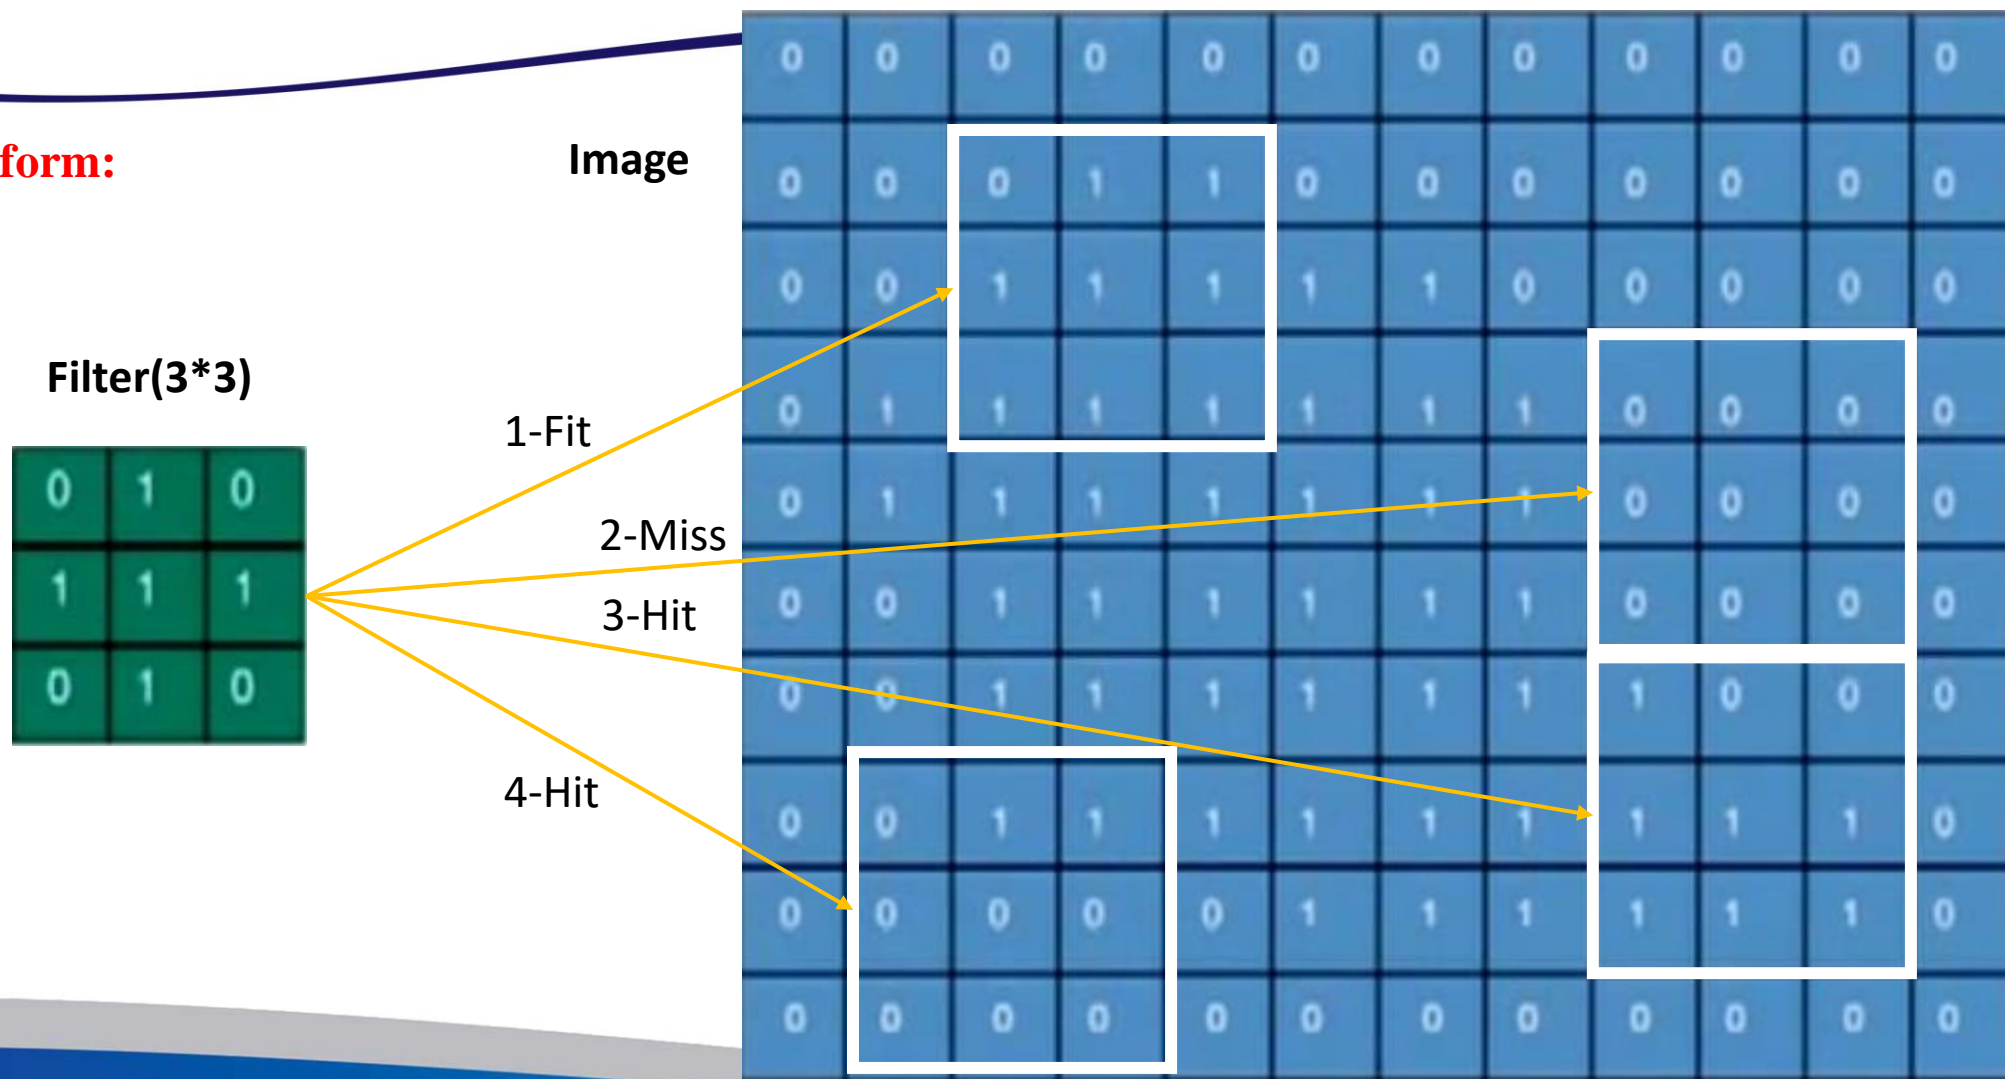 form:
Image
Filter(3*3)
0 1 0
1 1 1
0 1 0
1-Fit
2-Miss
3-Hit
4-Hit
0 0 0 0 0 0 0 0 0 0 0 0
0 0 0 1 1 0 0 0 0 0 0 0
0 0 1 1 1 1 1 0 0 0 0 0
0 1 1 1 1 1 1 1 0 0 0 0
0 1 1 1 1 1 1 1 0 0 0 0
0 0 1 1 1 1 1 1 0 0 0 0
0 0 1 1 1 1 1 1 1 0 0 0
0 0 1 1 1 1 1 1 1 1 1 0
0 0 0 0 0 1 1 1 1 1 1 0
0 0 0 0 0 0 0 0 0 0 0 0